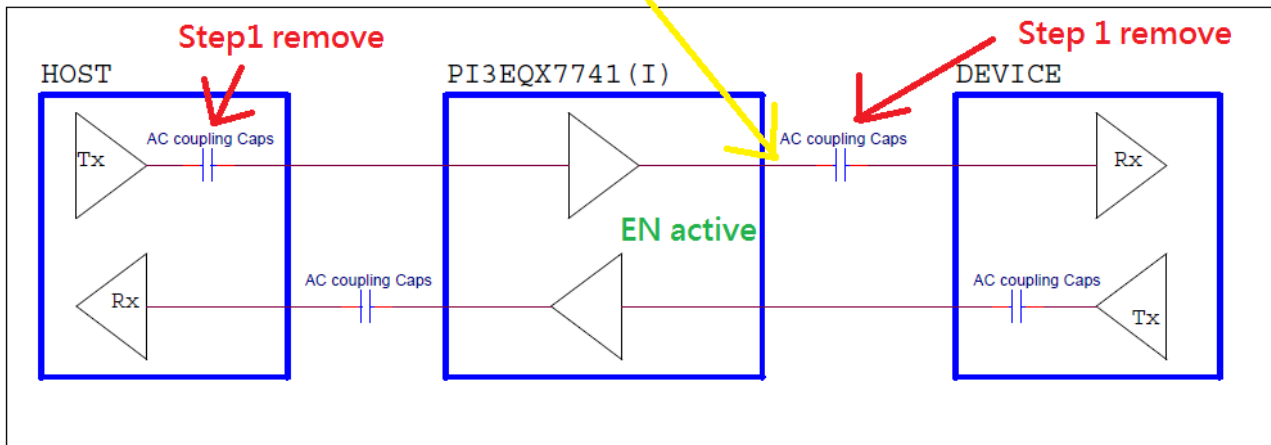 Step1 remove
Step 1 remove
HOST
PI3EQX7741(I)
DEVICE
AC coupling Caps
AC coupling Caps
Tx
Rx
EN active
AC coupling Caps
AC coupling Caps
Rx
Tx